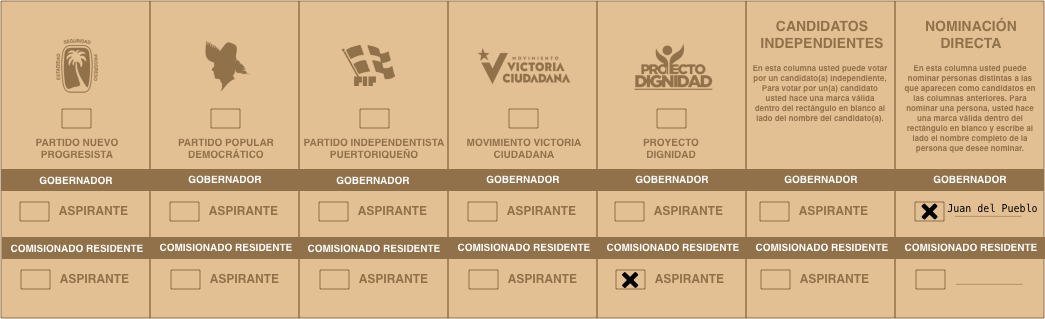 SEGURIDAD
ESTADIDAD
PROGRESO
PARTIDO NUEVO
PROGRESISTA
PARTIDO POPULAR
DEMOCRÁTICO
PIP
PARTIDO INDEPENDENTISTA
PUERTORIQUEÑO
MOVIMIENTO
VICTORIA
CIUDADANA
MOVIMIENTO VICTORIA
CIUDADANA
PROYECTO
DIGNIDAD
PROYECTO
DIGNIDAD
CANDIDATOS
INDEPENDIENTES
En esta columna usted puede votar
por un candidato(a) independiente,
Para votar por un(a) candidato
usted hace una marca válida
dentro del rectángulo en bianco al
lado del nombre del candidato(a).
NOMINACIÓN
DIRECTA
En esta columna usted puede
nominar personas distintas a las
que aparecen como candidatos en
las columnas anteriores. Para
nominar una persona, usted hace
una marca válida dentro del
rectángulo en bianco y escribe al
lado el nombre completo de la
persona que desee nominar.
GOBERNADOR GOBERNADOR GOBERNADOR GOBERNADOR GOBERNADOR GOBERNADOR GOBERNADOR
ASPIRANTE ASPIRANTE ASPIRANTE ASPIRANTE ASPIRANTE ASPIRANTE Juan del Pueblo
COMISIONADO RESIDENTE COMISIONADO RESIDENTE COMISIONADO RESIDENTE COMISIONADO RESIDENTE COMISIONADO RESIDENTE COMISIONADO RESIDENTE COMISIONADO RESIDENTE
ASPIRANTE ASPIRANTE ASPIRANTE ASPIRANTE ASPIRANTE ASPIRANTE